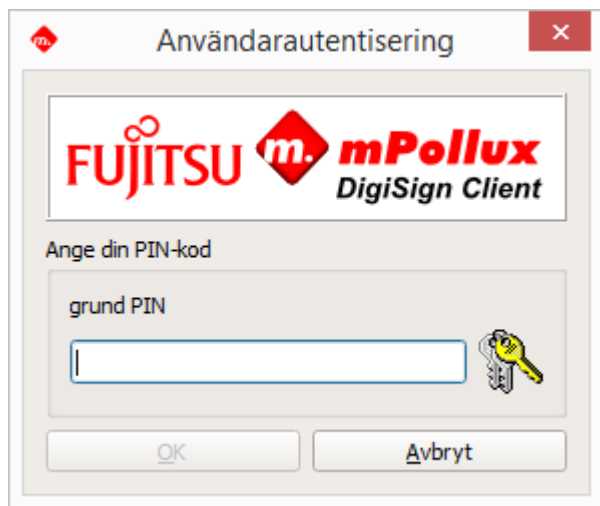 m.
Användarautentisering
FUJITSU m. mPollux
DigiSign Client
Ange din PIN-kod
grund PIN
OK
Avbryt